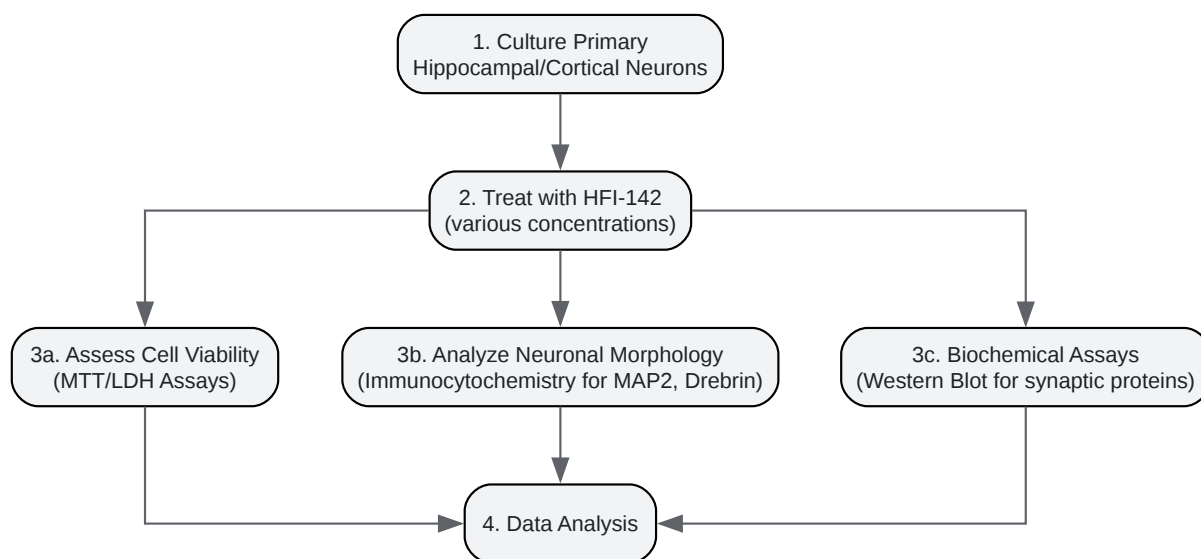 1. Culture Primary
Hippocampal/Cortical Neurons
2. Treat with HFI-142
(various concentrations)
3a. Assess Cell Viability
(MTT/LDH Assays)
3b. Analyze Neuronal Morphology
(Immunocytochemistry for MAP2, Drebrin)
3c. Biochemical Assays
(Western Blot for synaptic proteins)
4. Data Analysis